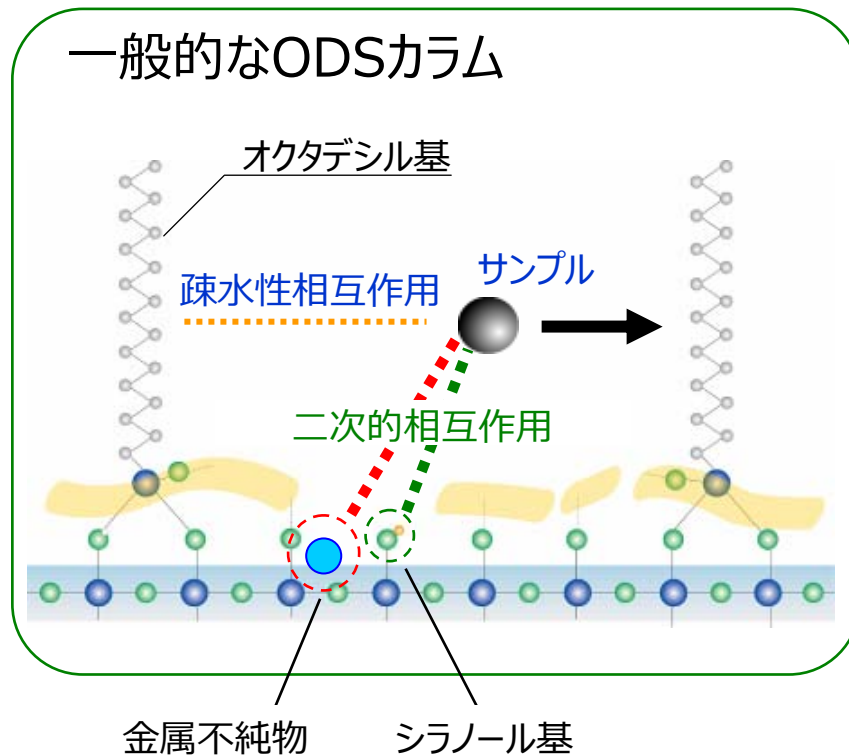 一般的なODSカラム
オクタデシル基
サンプル
疎水性相互作用
二次的相互作用
金属不純物
シラノール基